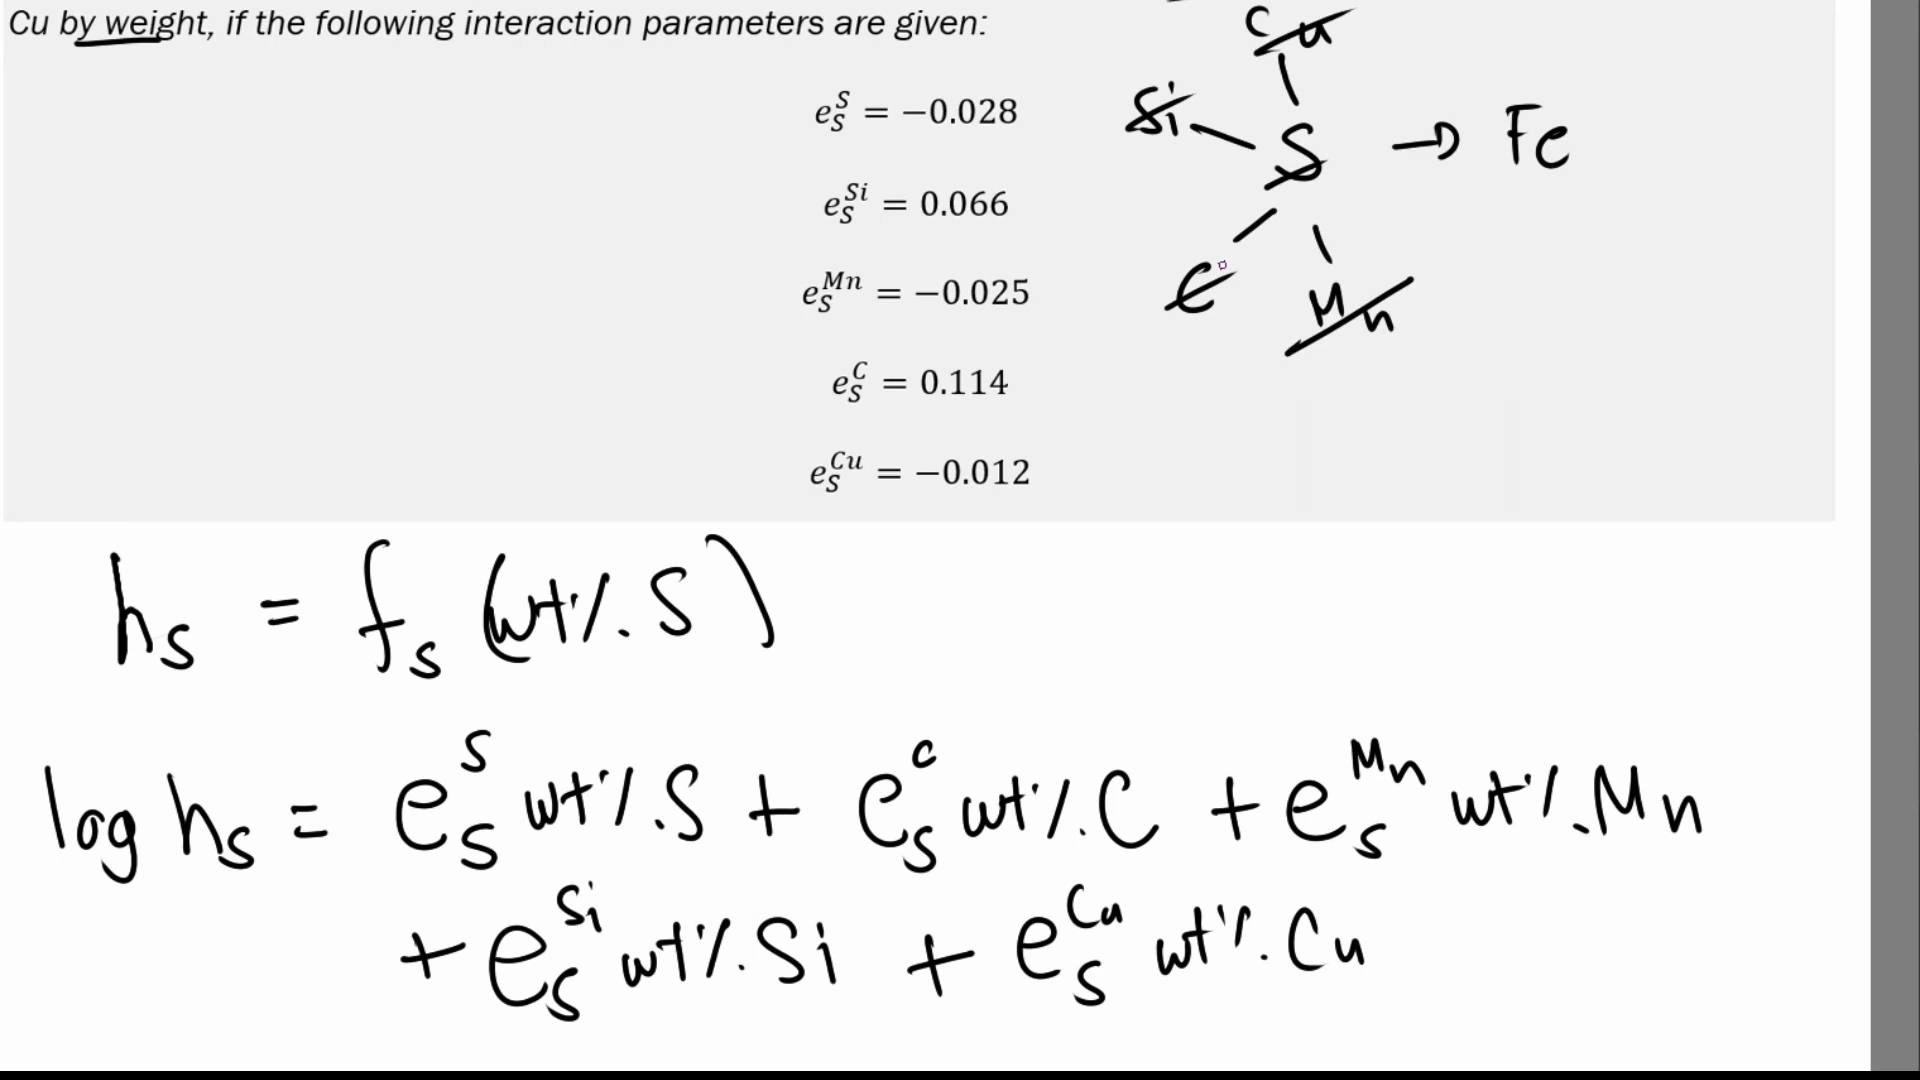 Cu by weight, if the following interaction parameters are given:
Cu
Si S → Fe
C Mn
e_S^S = −0.028
e_S^Si = 0.066
e_S^Mn = −0.025
e_S^C = 0.114
e_S^Cu = −0.012
h_s = f_s (wt%. S)
log h_s = e_s^s wt%.S + e_s^c wt%.C + e_s^Mn wt%.Mn
+ e_s^Si wt%.Si + e_s^Cu wt%.Cu